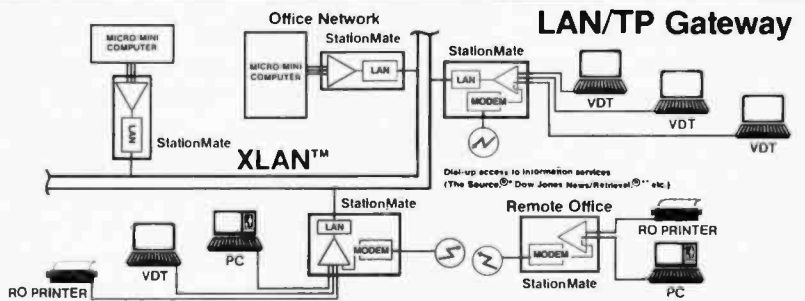 LAN/TP Gateway
Office Network
StationMate
StationMate
MICRO/MINI
COMPUTER
MICRO/MINI
COMPUTER
LAN
LAN
MODEM
VDT
VDT
VDT
LAN
StationMate
XLAN™
Dial-up access to information services
(The Source,®* Dow Jones News/Retrieval,®** etc.)
StationMate
Remote Office
LAN
MODEM
MODEM
RO PRINTER
PC
VDT
RO PRINTER
StationMate
PC